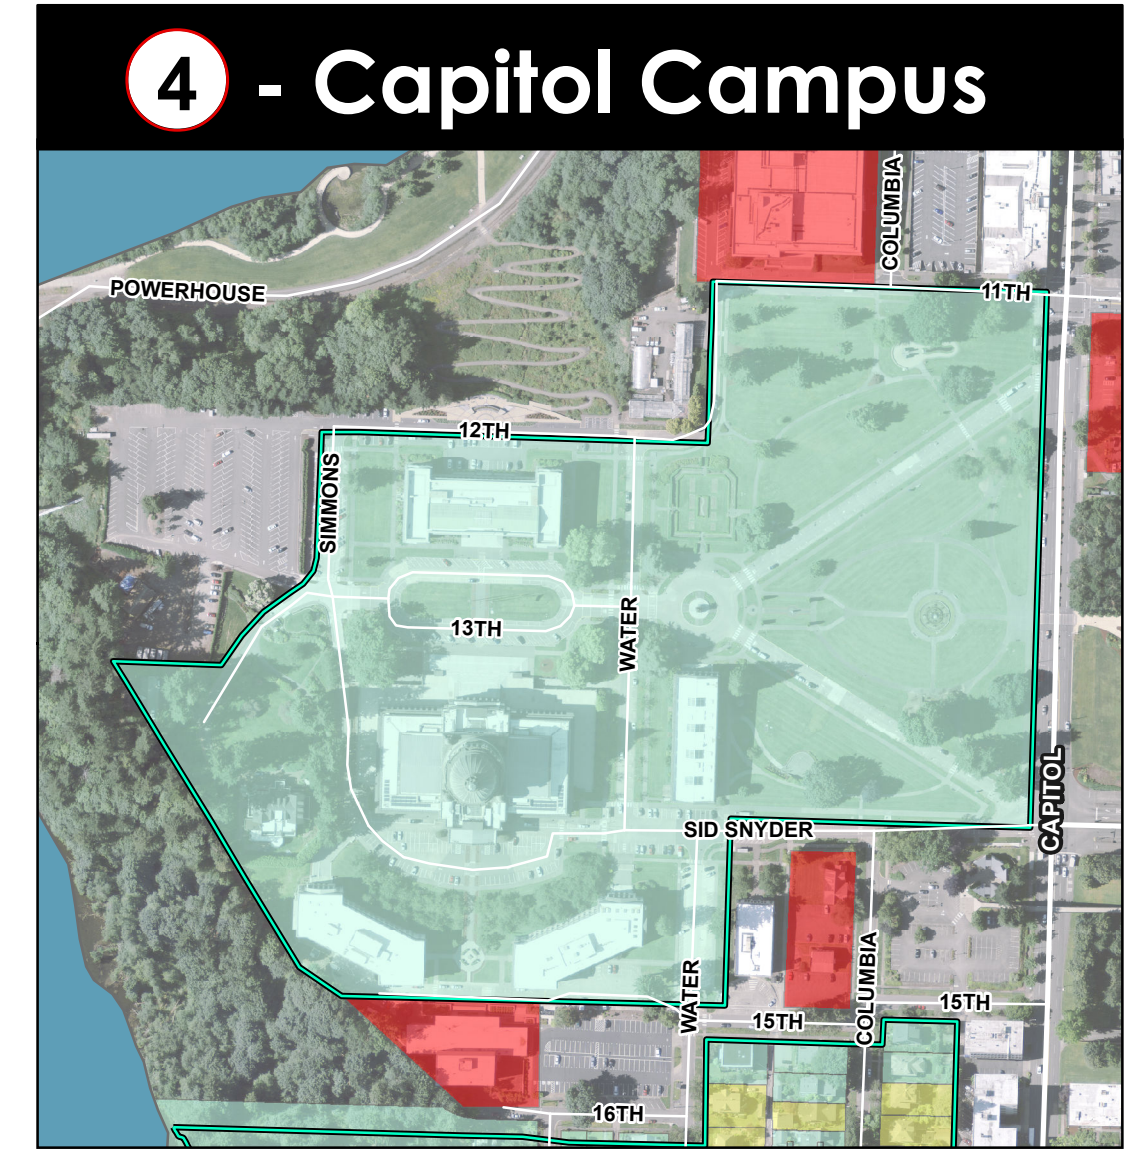 4 - Capitol Campus
COLUMBIA
POWERHOUSE
11TH
12TH
SIMMONS
13TH
WATER
CAPITOL
SID SNYDER
COLUMBIA
WATER
15TH
15TH
16TH